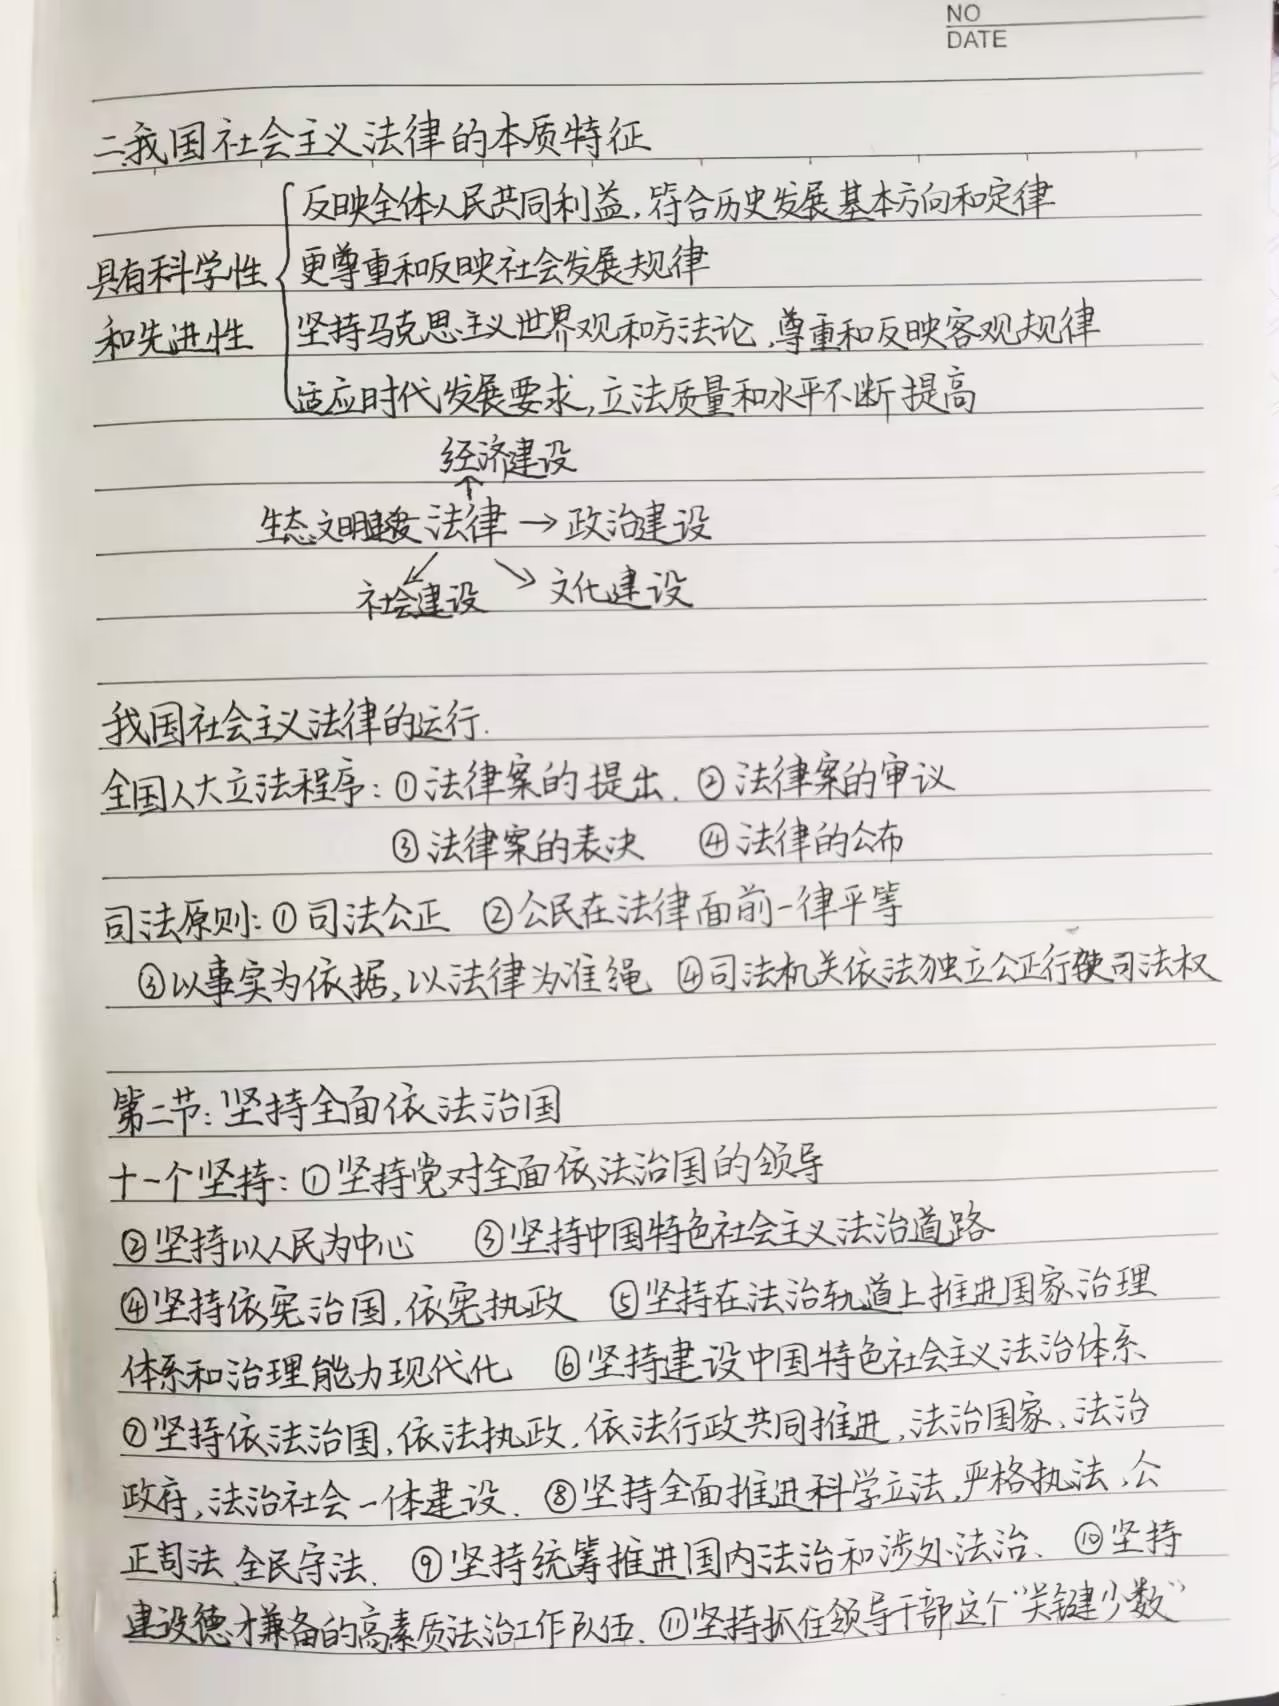 NO
DATE
二.我国社会主义法律的本质特征
反映全体人民共同利益,符合历史发展基本方向和定律
具有科学性
更尊重和反映社会发展规律
和先进性
坚持马克思主义世界观和方法论,尊重和反映客观规律
适应时代发展要求,立法质量和水平不断提高
经济建设
↑
生态文明建设 法律 → 政治建设
社会建设 文化建设
我国社会主义法律的运行.
全国人大立法程序:①法律案的提出. ②法律案的审议
③法律案的表决 ④法律的公布
司法原则:①司法公正 ②公民在法律面前一律平等
③以事实为依据,以法律为准绳 ④司法机关依法独立公正行使司法权
第二节:坚持全面依法治国
十一个坚持:①坚持党对全面依法治国的领导
②坚持以人民为中心 ③坚持中国特色社会主义法治道路
④坚持依宪治国,依宪执政 ⑤坚持在法治轨道上推进国家治理
体系和治理能力现代化 ⑥坚持建设中国特色社会主义法治体系
⑦坚持依法治国,依法执政,依法行政共同推进,法治国家、法治
政府,法治社会一体建设、⑧坚持全面推进科学立法,严格执法,公
正司法、全民守法、⑨坚持统筹推进国内法治和涉外法治、⑩坚持
建设德才兼备的高素质法治工作队伍、⑪坚持抓住领导干部这个“关键少数”